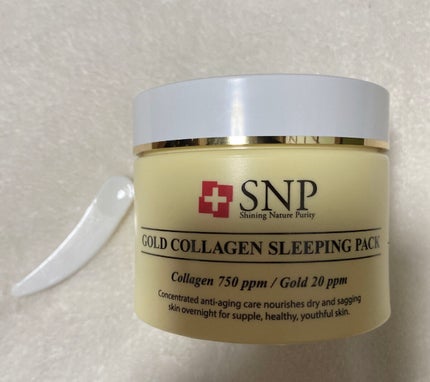 SNP
Shining Nature Purity
GOLD COLLAGEN SLEEPING PACK
Collagen 750 ppm / Gold 20 ppm
Concentrated anti-aging care nourishes dry and sagging
skin overnight for supple, healthy, youthful skin.